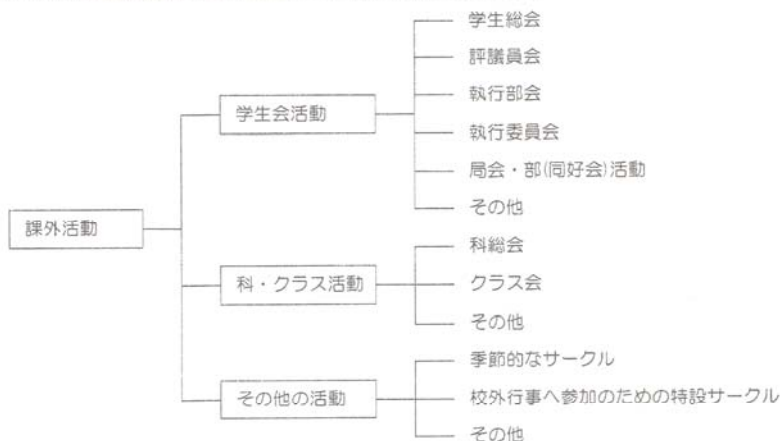 課外活動
学生会活動
学生総会
評議員会
執行部会
執行委員会
局会・部(同好会)活動
その他
科・クラス活動
科総会
クラス会
その他
その他の活動
季節的なサークル
校外行事へ参加のための特設サークル
その他